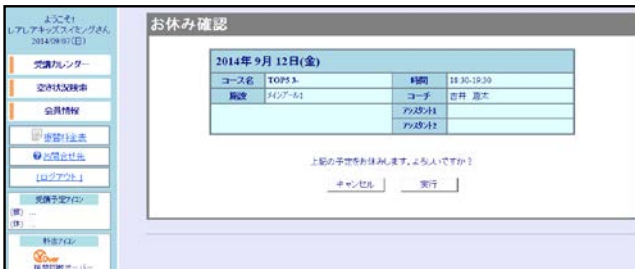 ようこそ!
レアレアキッズスイミングさん
2014/09/07(日)
受講カレンダー
空き状況検索
会員情報
振替料金表
お問合せ先
[ログアウト]
受講予定アイコン
(振) ...
(休) ...
料金アイコン
Over
お休み確認
2014年 9月 12日(金)
コース名 TOP5 3- 時間 18:30-19:30
施設 メインプール1 コーチ 吉井 憲太
アシスタント1
アシスタント2
上記の予定をお休みします。よろしいですか?
キャンセル 実行